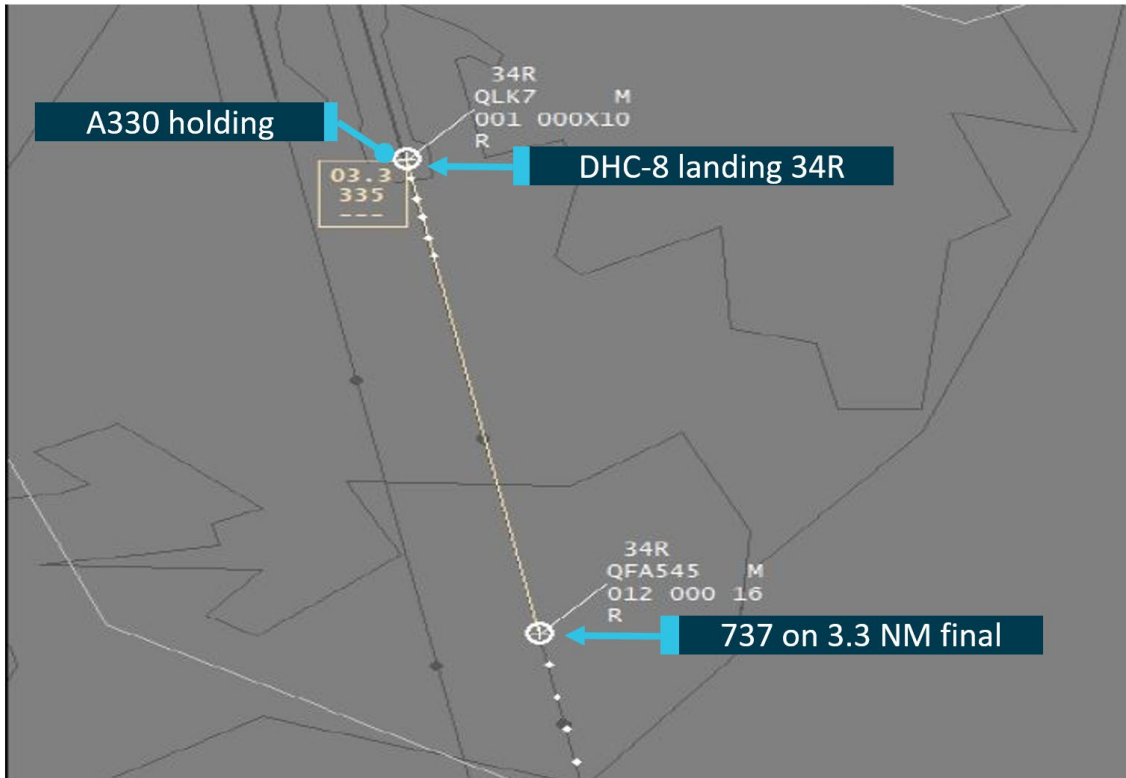 34R
QLK7 M
001 000X10
R
A330 holding
DHC-8 landing 34R
03.3
335
---
34R
QFA545 M
012 000 16
R
737 on 3.3 NM final